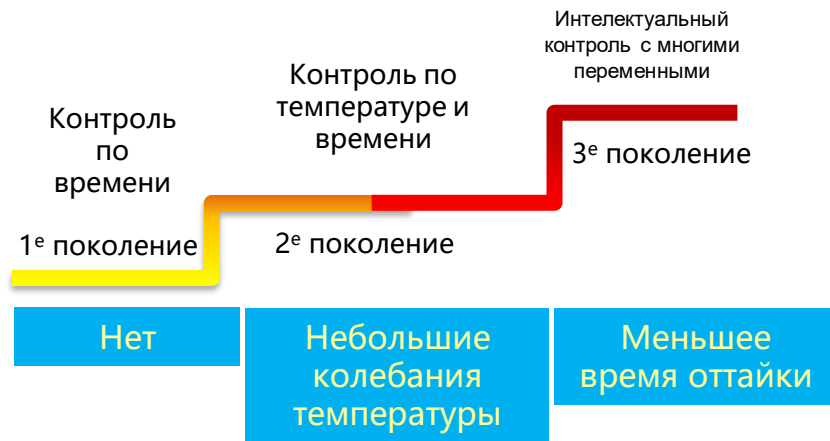 Контроль
по
времени
1е поколение
Контроль по
температуре и
времени
2е поколение
Интелектуальный
контроль с многими
переменными
3е поколение
Нет
Небольшие
колебания
температуры
Меньшее
время оттайки